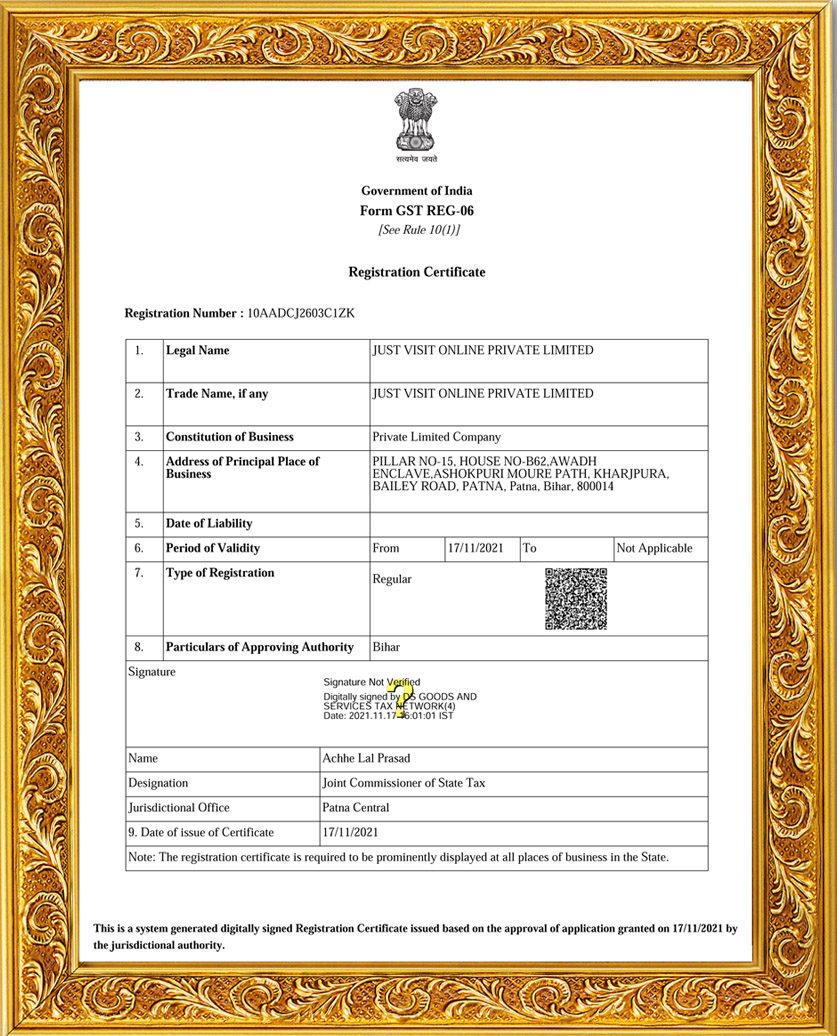 सत्यमेव जयते
Government of India
Form GST REG-06
[See Rule 10(1)]
Registration Certificate
Registration Number : 10AADCJ2603C1ZK
1. Legal Name JUST VISIT ONLINE PRIVATE LIMITED
2. Trade Name, if any JUST VISIT ONLINE PRIVATE LIMITED
3. Constitution of Business Private Limited Company
4. Address of Principal Place of
Business
PILLAR NO-15, HOUSE NO-B62,AWADH
ENCLAVE,ASHOKPURI MOURE PATH, KHARJPURA,
BAILEY ROAD, PATNA, Patna, Bihar, 800014
5. Date of Liability
6. Period of Validity From 17/11/2021 To Not Applicable
7. Type of Registration Regular
8. Particulars of Approving Authority Bihar
Signature
Signature Not Verified
Digitally signed by DS GOODS AND
SERVICES TAX NETWORK(4)
Date: 2021.11.17 16:01:01 IST
Name Achhe Lal Prasad
Designation Joint Commissioner of State Tax
Jurisdictional Office Patna Central
9. Date of issue of Certificate 17/11/2021
Note: The registration certificate is required to be prominently displayed at all places of business in the State.
This is a system generated digitally signed Registration Certificate issued based on the approval of application granted on 17/11/2021 by
the jurisdictional authority.